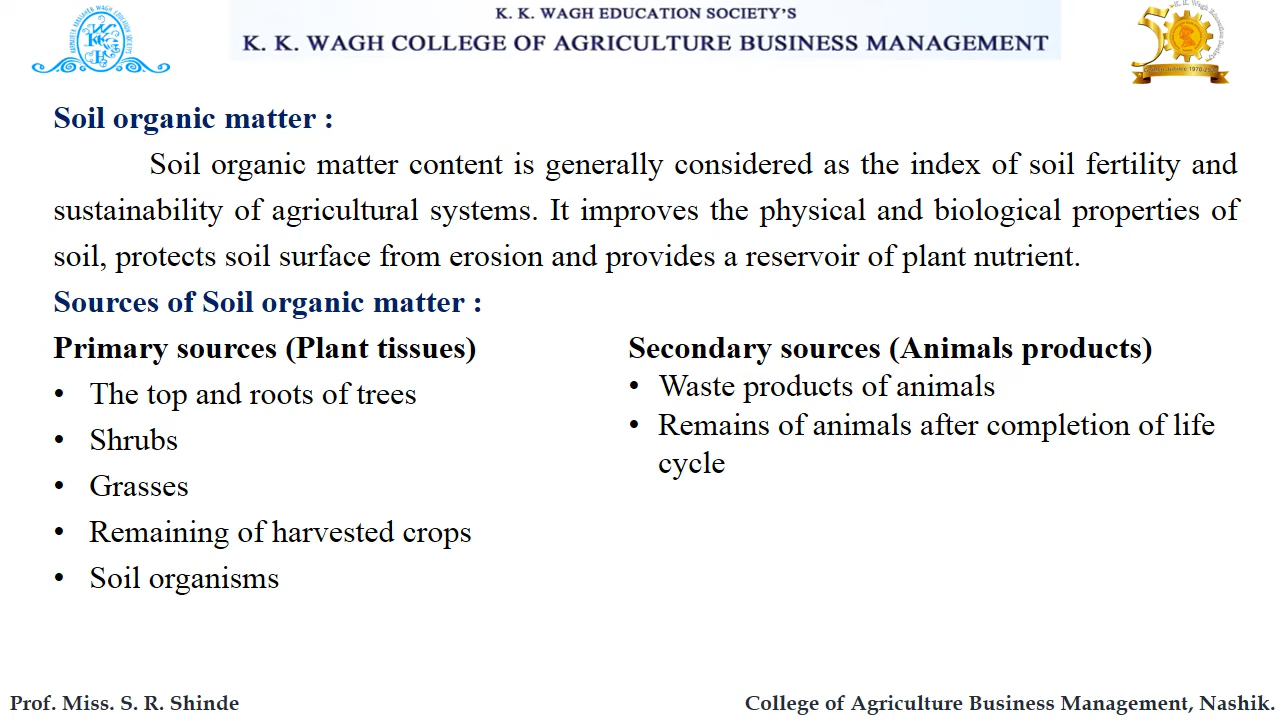 K. K. WAGH EDUCATION SOCIETY'S
K. K. WAGH COLLEGE OF AGRICULTURE BUSINESS MANAGEMENT
Soil organic matter :
Soil organic matter content is generally considered as the index of soil fertility and
sustainability of agricultural systems. It improves the physical and biological properties of
soil, protects soil surface from erosion and provides a reservoir of plant nutrient.
Sources of Soil organic matter :
Primary sources (Plant tissues)
• The top and roots of trees
• Shrubs
• Grasses
• Remaining of harvested crops
• Soil organisms
Secondary sources (Animals products)
• Waste products of animals
• Remains of animals after completion of life
cycle
Prof. Miss. S. R. Shinde
College of Agriculture Business Management, Nashik.